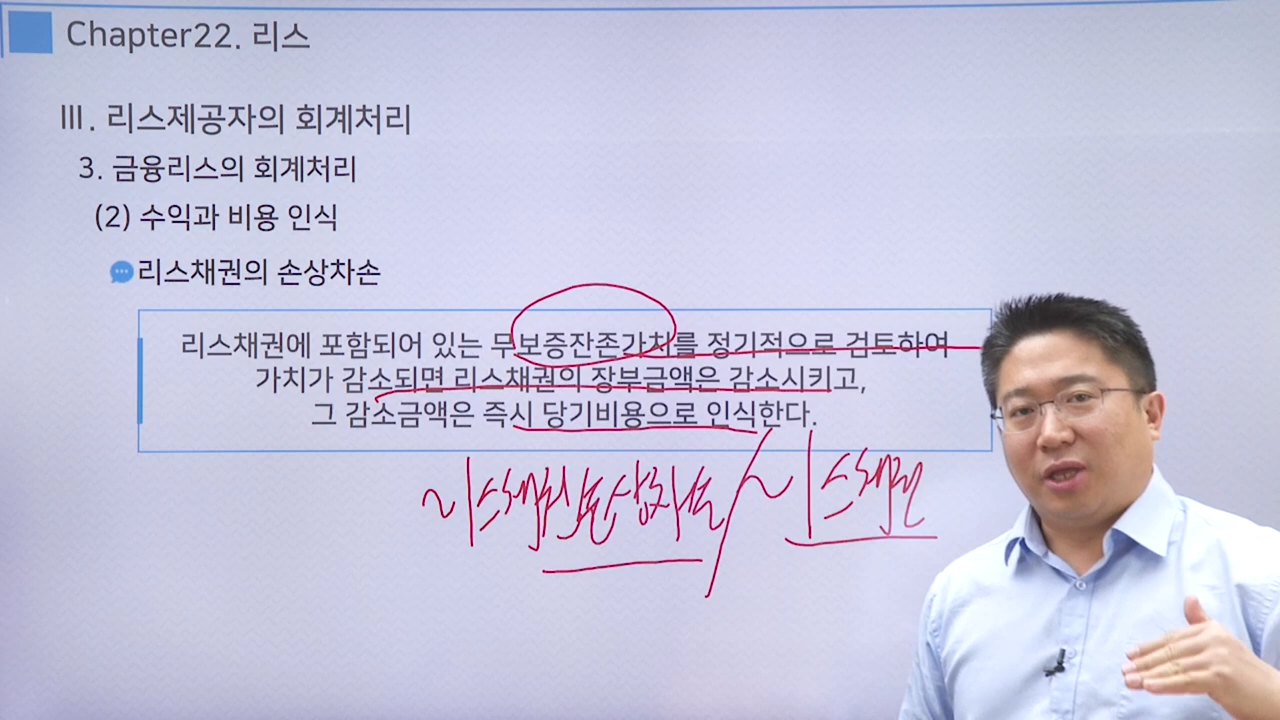 Chapter22. 리스
Ⅲ. 리스제공자의 회계처리
3. 금융리스의 회계처리
(2) 수익과 비용 인식
리스채권의 손상차손
리스채권에 포함되어 있는 무보증잔존가치를 정기적으로 검토하여
가치가 감소되면 리스채권의 장부금액은 감소시키고,
그 감소금액은 즉시 당기비용으로 인식한다.
리스채권손상차손 / 리스채권